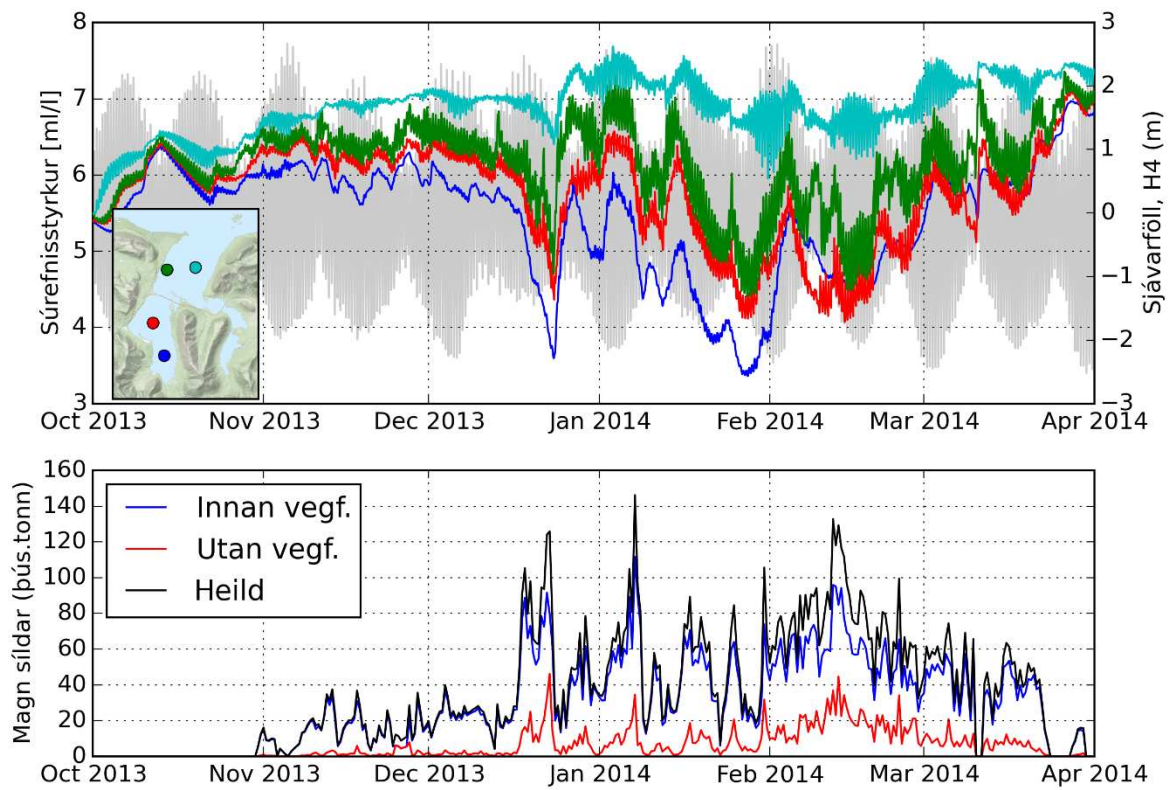 8
7
6
5
4
3
Súrefnisstyrkur [ml/l]
3
2
1
0
−1
−2
−3
Sjávarföll, H4 (m)
Oct 2013 Nov 2013 Dec 2013 Jan 2014 Feb 2014 Mar 2014 Apr 2014
160
140
120
100
80
60
40
20
0
Magn síldar (þús.tonn)
Innan vegf.
Utan vegf.
Heild
Oct 2013 Nov 2013 Dec 2013 Jan 2014 Feb 2014 Mar 2014 Apr 2014